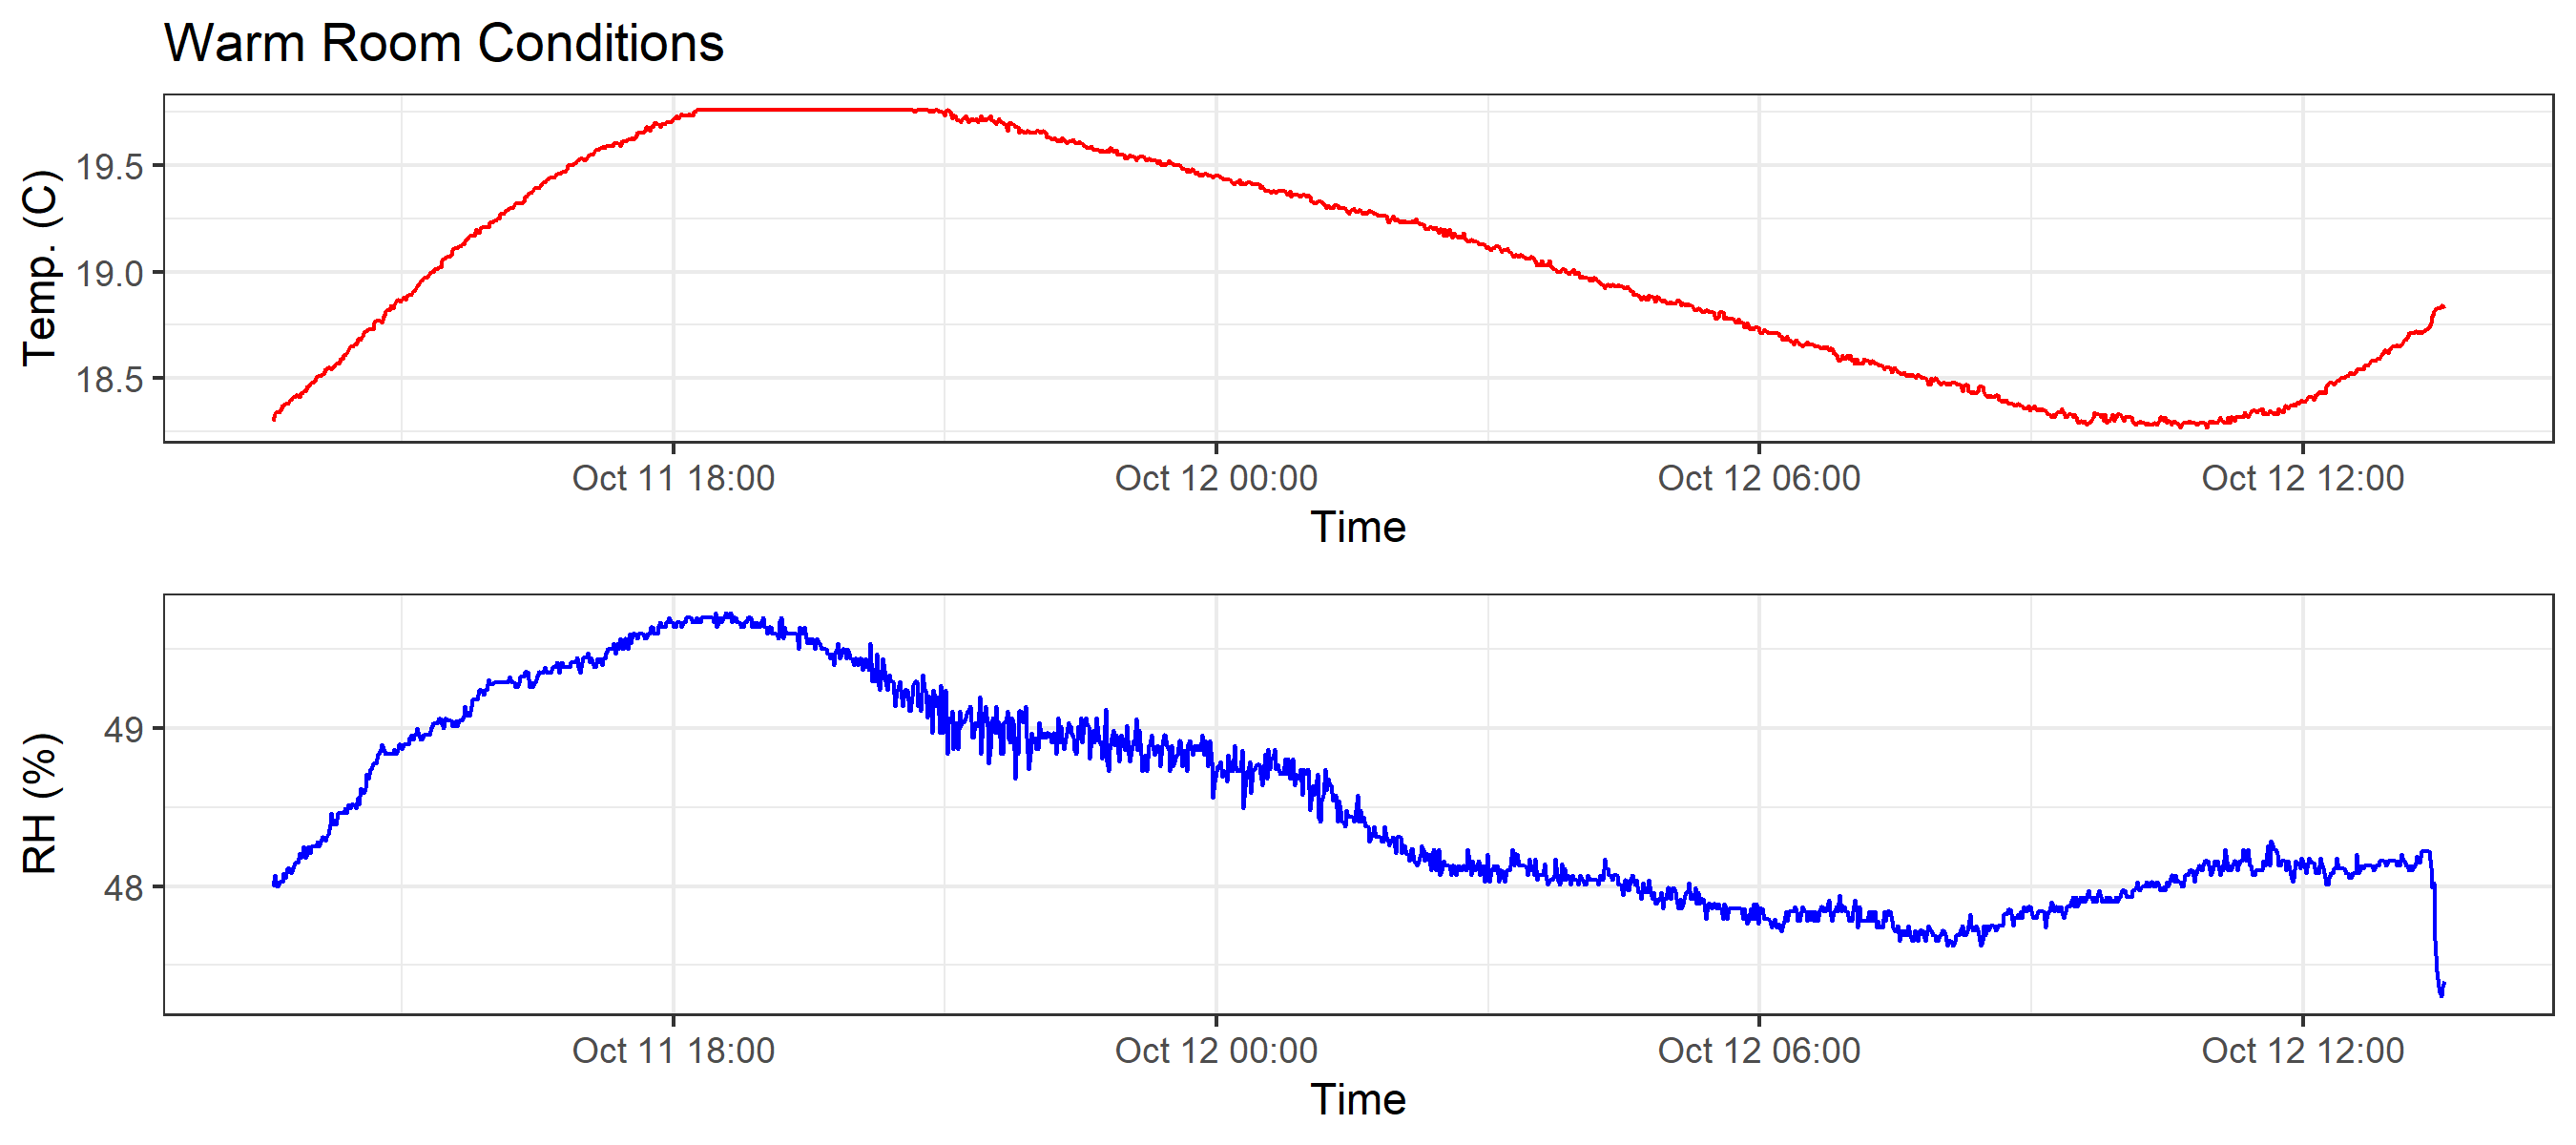 Warm Room Conditions
Temp. (C)
19.5
19.0
18.5
Oct 11 18:00 Oct 12 00:00 Oct 12 06:00 Oct 12 12:00
Time
RH (%)
49
48
Oct 11 18:00 Oct 12 00:00 Oct 12 06:00 Oct 12 12:00
Time